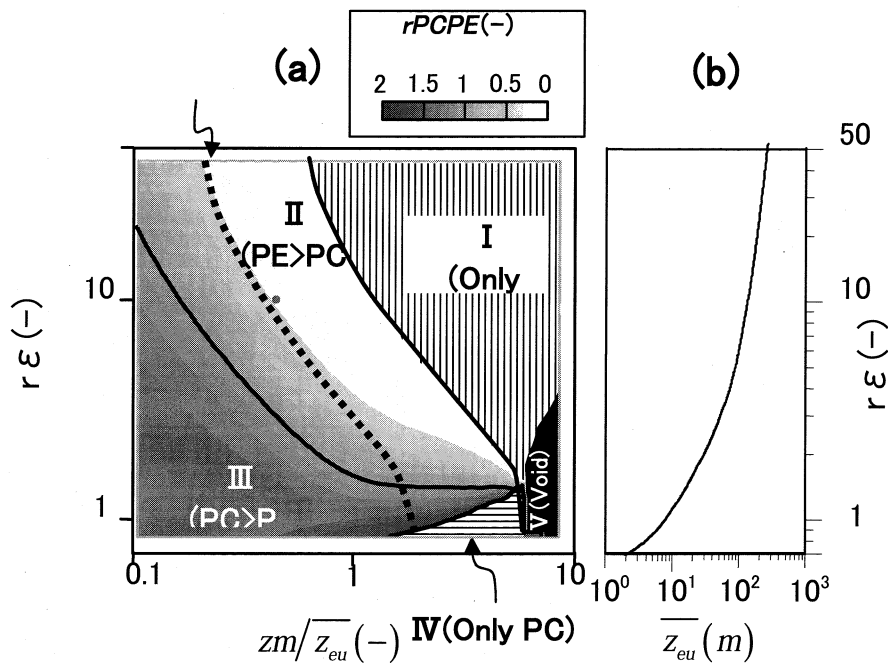 rPCPE(-)
2 1.5 1 0.5 0
(a)
(b)
II
(PE>PC
I
(Only
III
(PC>P
V(Void)
10
1
rε(-)
0.1 1 10
zm/z_eu(-)
IV(Only PC)
50
10
1
rε(-)
10^0 10^1 10^2 10^3
z_eu(m)